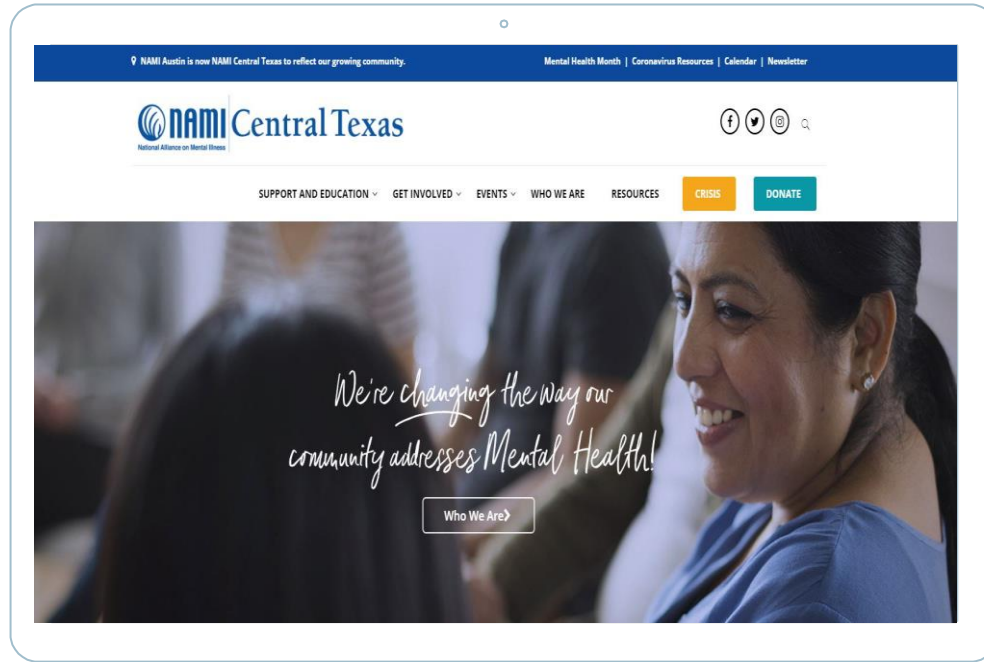 NAMI Austin is now NAMI Central Texas to reflect our growing community.
Mental Health Month | Coronavirus Resources | Calendar | Newsletter
NAMI Central Texas
National Alliance on Mental Illness
SUPPORT AND EDUCATION GET INVOLVED EVENTS WHO WE ARE RESOURCES CRISIS DONATE
We're changing the way our
community addresses Mental Health!
Who We Are